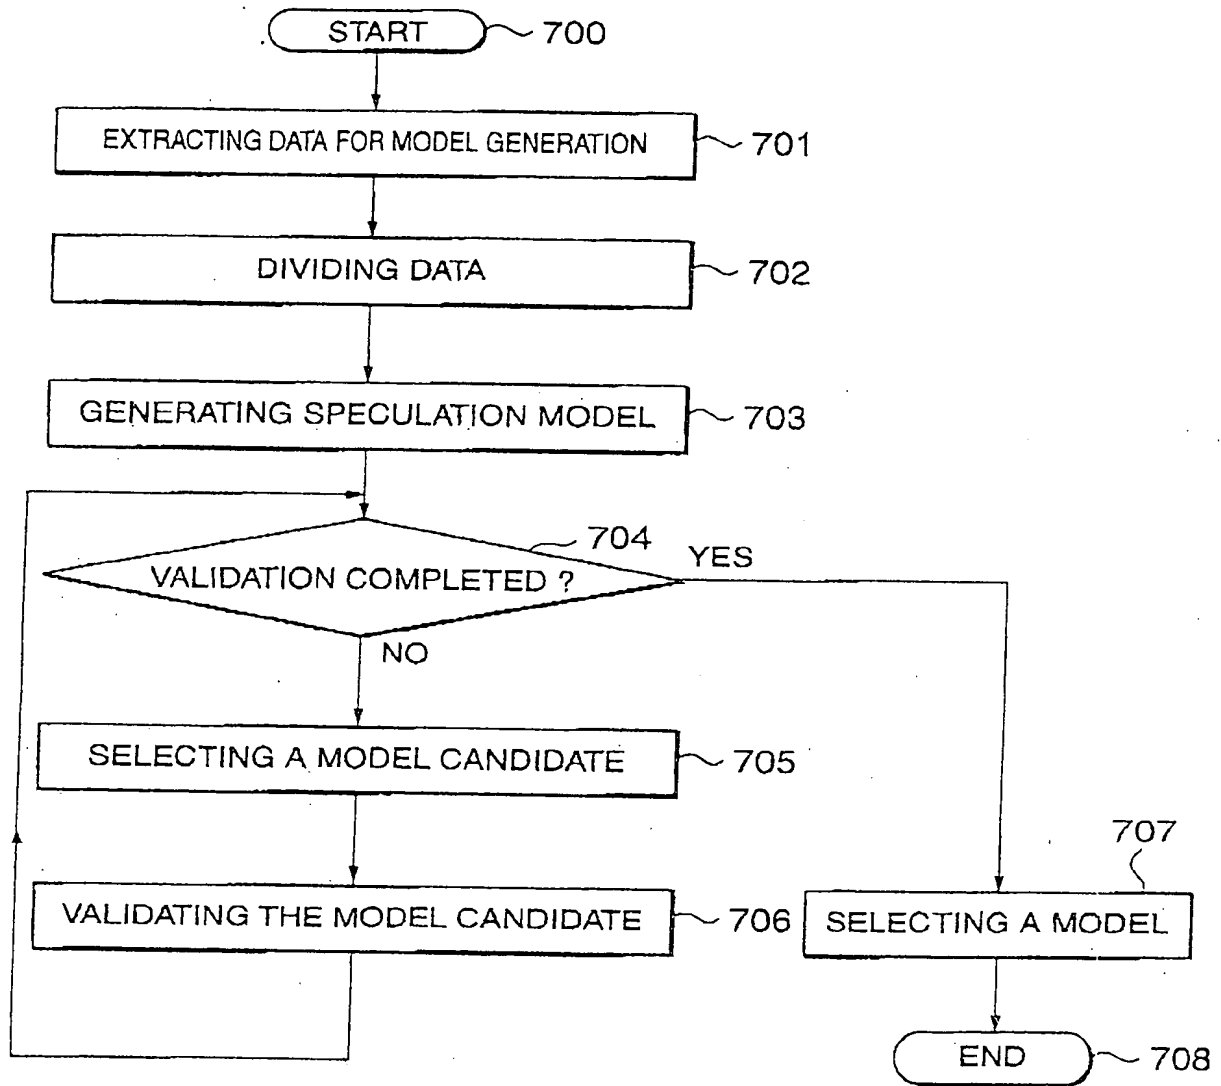 START 700
EXTRACTING DATA FOR MODEL GENERATION 701
DIVIDING DATA 702
GENERATING SPECULATION MODEL 703
704
YES
VALIDATION COMPLETED ?
NO
SELECTING A MODEL CANDIDATE 705
VALIDATING THE MODEL CANDIDATE 706
707
SELECTING A MODEL
END 708